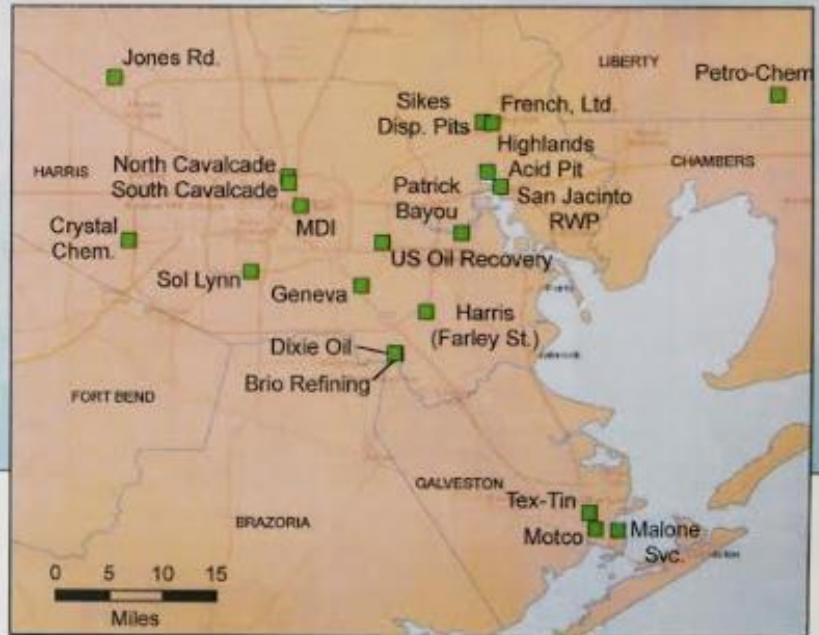 Jones Rd.
LIBERTY
Petro-Chem
Sikes
Disp. Pits
French, Ltd.
Highlands
Acid Pit
CHAMBERS
HARRIS
North Cavalcade
South Cavalcade
San Jacinto
RWP
Patrick
Bayou
MDI
Crystal
Chem.
US Oil Recovery
Sol Lynn
Geneva
Harris
(Farley St.)
Dixie Oil
Brio Refining
FORT BEND
GALVESTON
Tex-Tin
BRAZORIA
Motco
Malone
Svc.
0 5 10 15
Miles